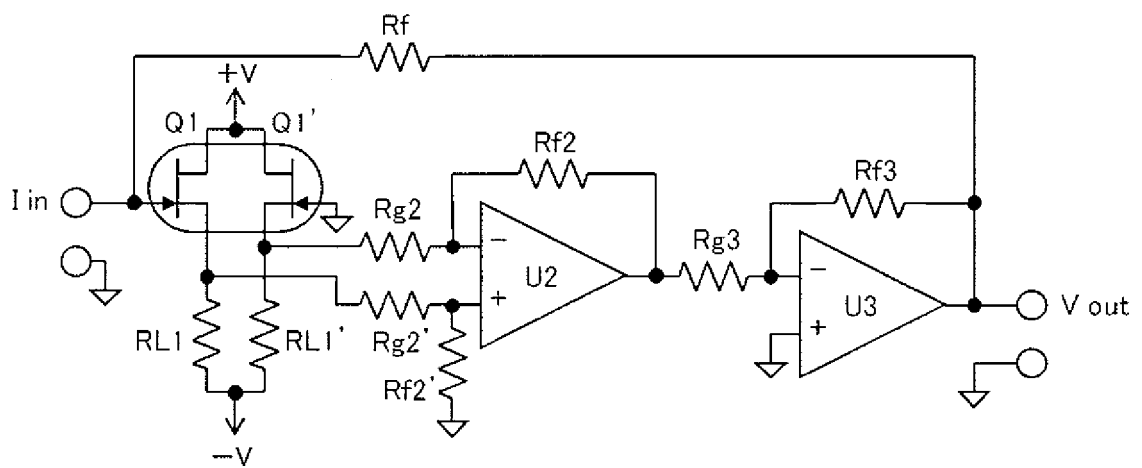 Rf
+V
Q1 Q1'
Rf2
Rf3
I in
Rg2
Rg3
−
U2
+
−
U3
+
V out
RL1
RL1'
Rg2'
Rf2'
−V